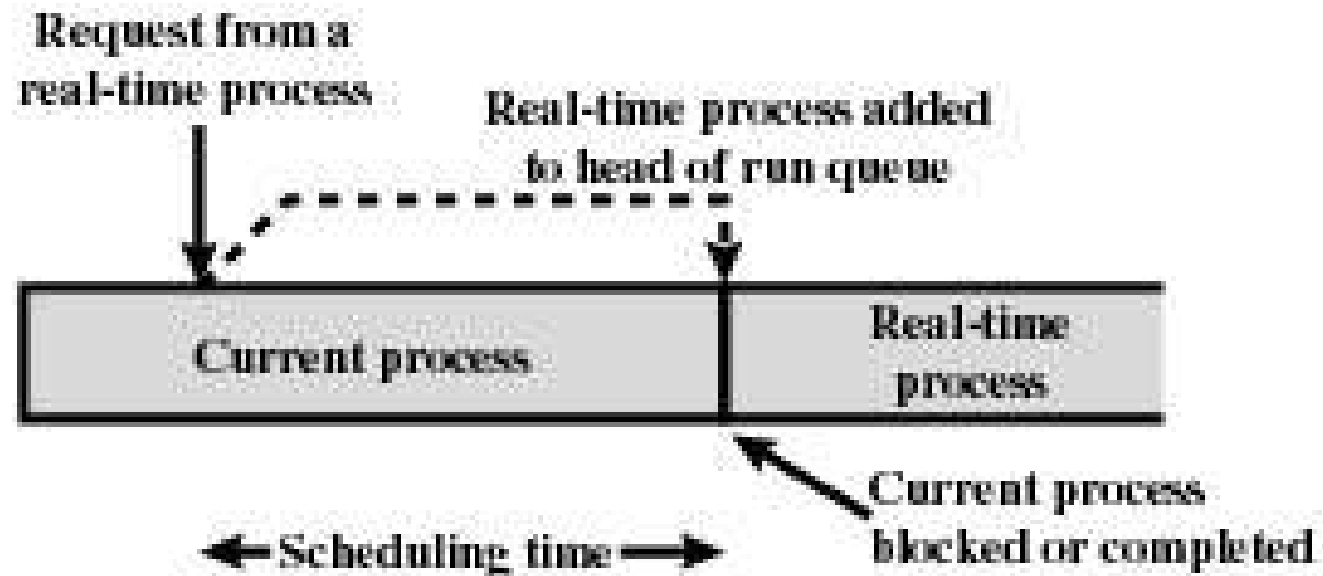 Request from a
real-time process
Real-time process added
to head of run queue
Current process
Real-time
process
Current process
blocked or completed
Scheduling time